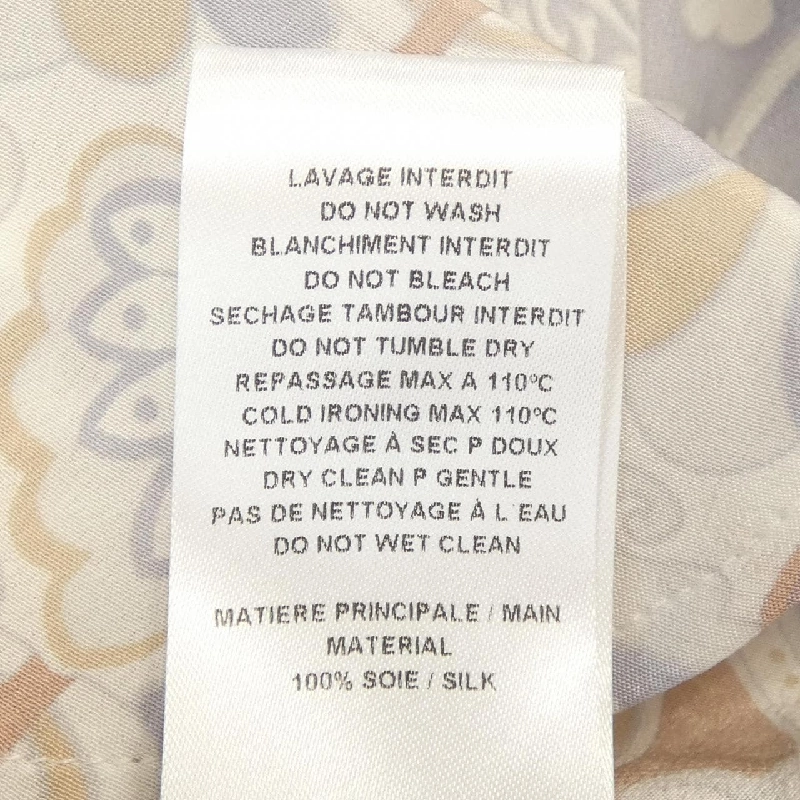 LAVAGE INTERDIT
DO NOT WASH
BLANCHIMENT INTERDIT
DO NOT BLEACH
SECHAGE TAMBOUR INTERDIT
DO NOT TUMBLE DRY
REPASSAGE MAX A 110°C
COLD IRONING MAX 110°C
NETTOYAGE À SEC P DOUX
DRY CLEAN P GENTLE
PAS DE NETTOYAGE À L'EAU
DO NOT WET CLEAN
MATIERE PRINCIPALE / MAIN
MATERIAL
100% SOIE / SILK